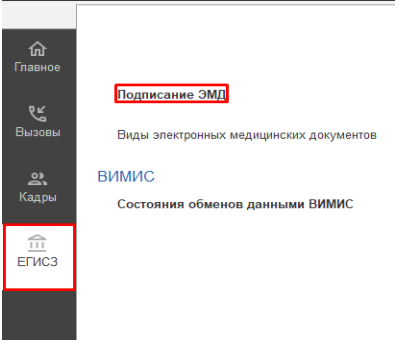 Главное
Вызовы
Кадры
ЕГИСЗ
Подписание ЭМД
Виды электронных медицинских документов
ВИМИС
Состояния обменов данными ВИМИС